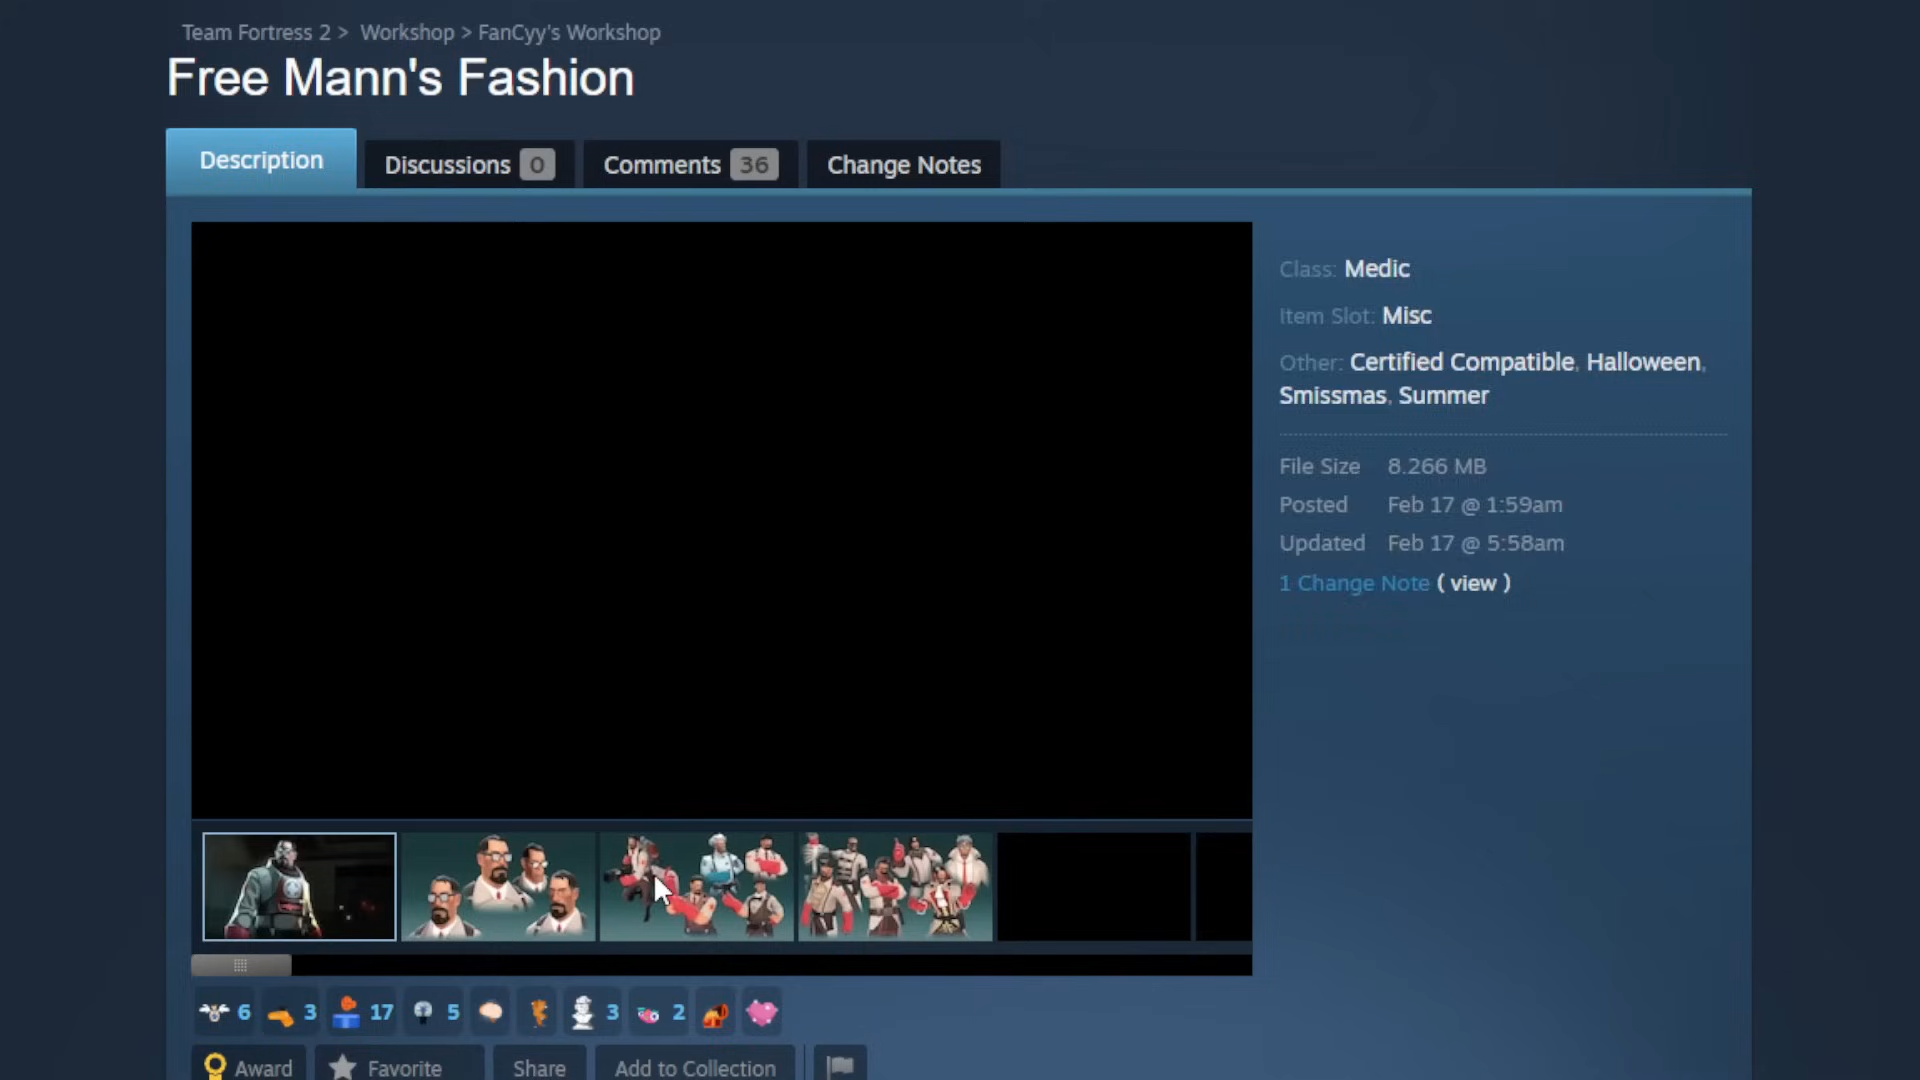 Team Fortress 2 > Workshop > FanCyy's Workshop
Free Mann's Fashion
Description
Discussions 0
Comments 36
Change Notes
Class: Medic
Item Slot: Misc
Other: Certified Compatible, Halloween,
Smissmas, Summer
File Size 8.266 MB
Posted Feb 17 @ 1:59am
Updated Feb 17 @ 5:58am
1 Change Note ( view )
6 3 17 5 3 2
Award Favorite Share Add to Collection